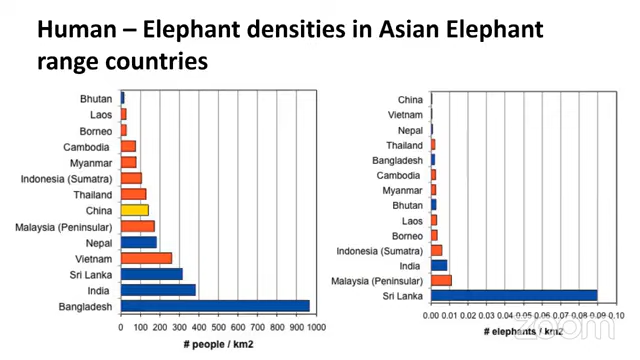 Human – Elephant densities in Asian Elephant
range countries
Bhutan
Laos
Borneo
Cambodia
Myanmar
Indonesia (Sumatra)
Thailand
China
Malaysia (Peninsular)
Nepal
Vietnam
Sri Lanka
India
Bangladesh
0 100 200 300 400 500 600 700 800 900 1000
# people / km2
China
Vietnam
Nepal
Thailand
Bangladesh
Cambodia
Myanmar
Bhutan
Laos
Borneo
Indonesia (Sumatra)
India
Malaysia (Peninsular)
Sri Lanka
0.00 0.01 0.02 0.03 0.04 0.05 0.06 0.07 0.08 0.09 0.10
# elephants / km2
zoom